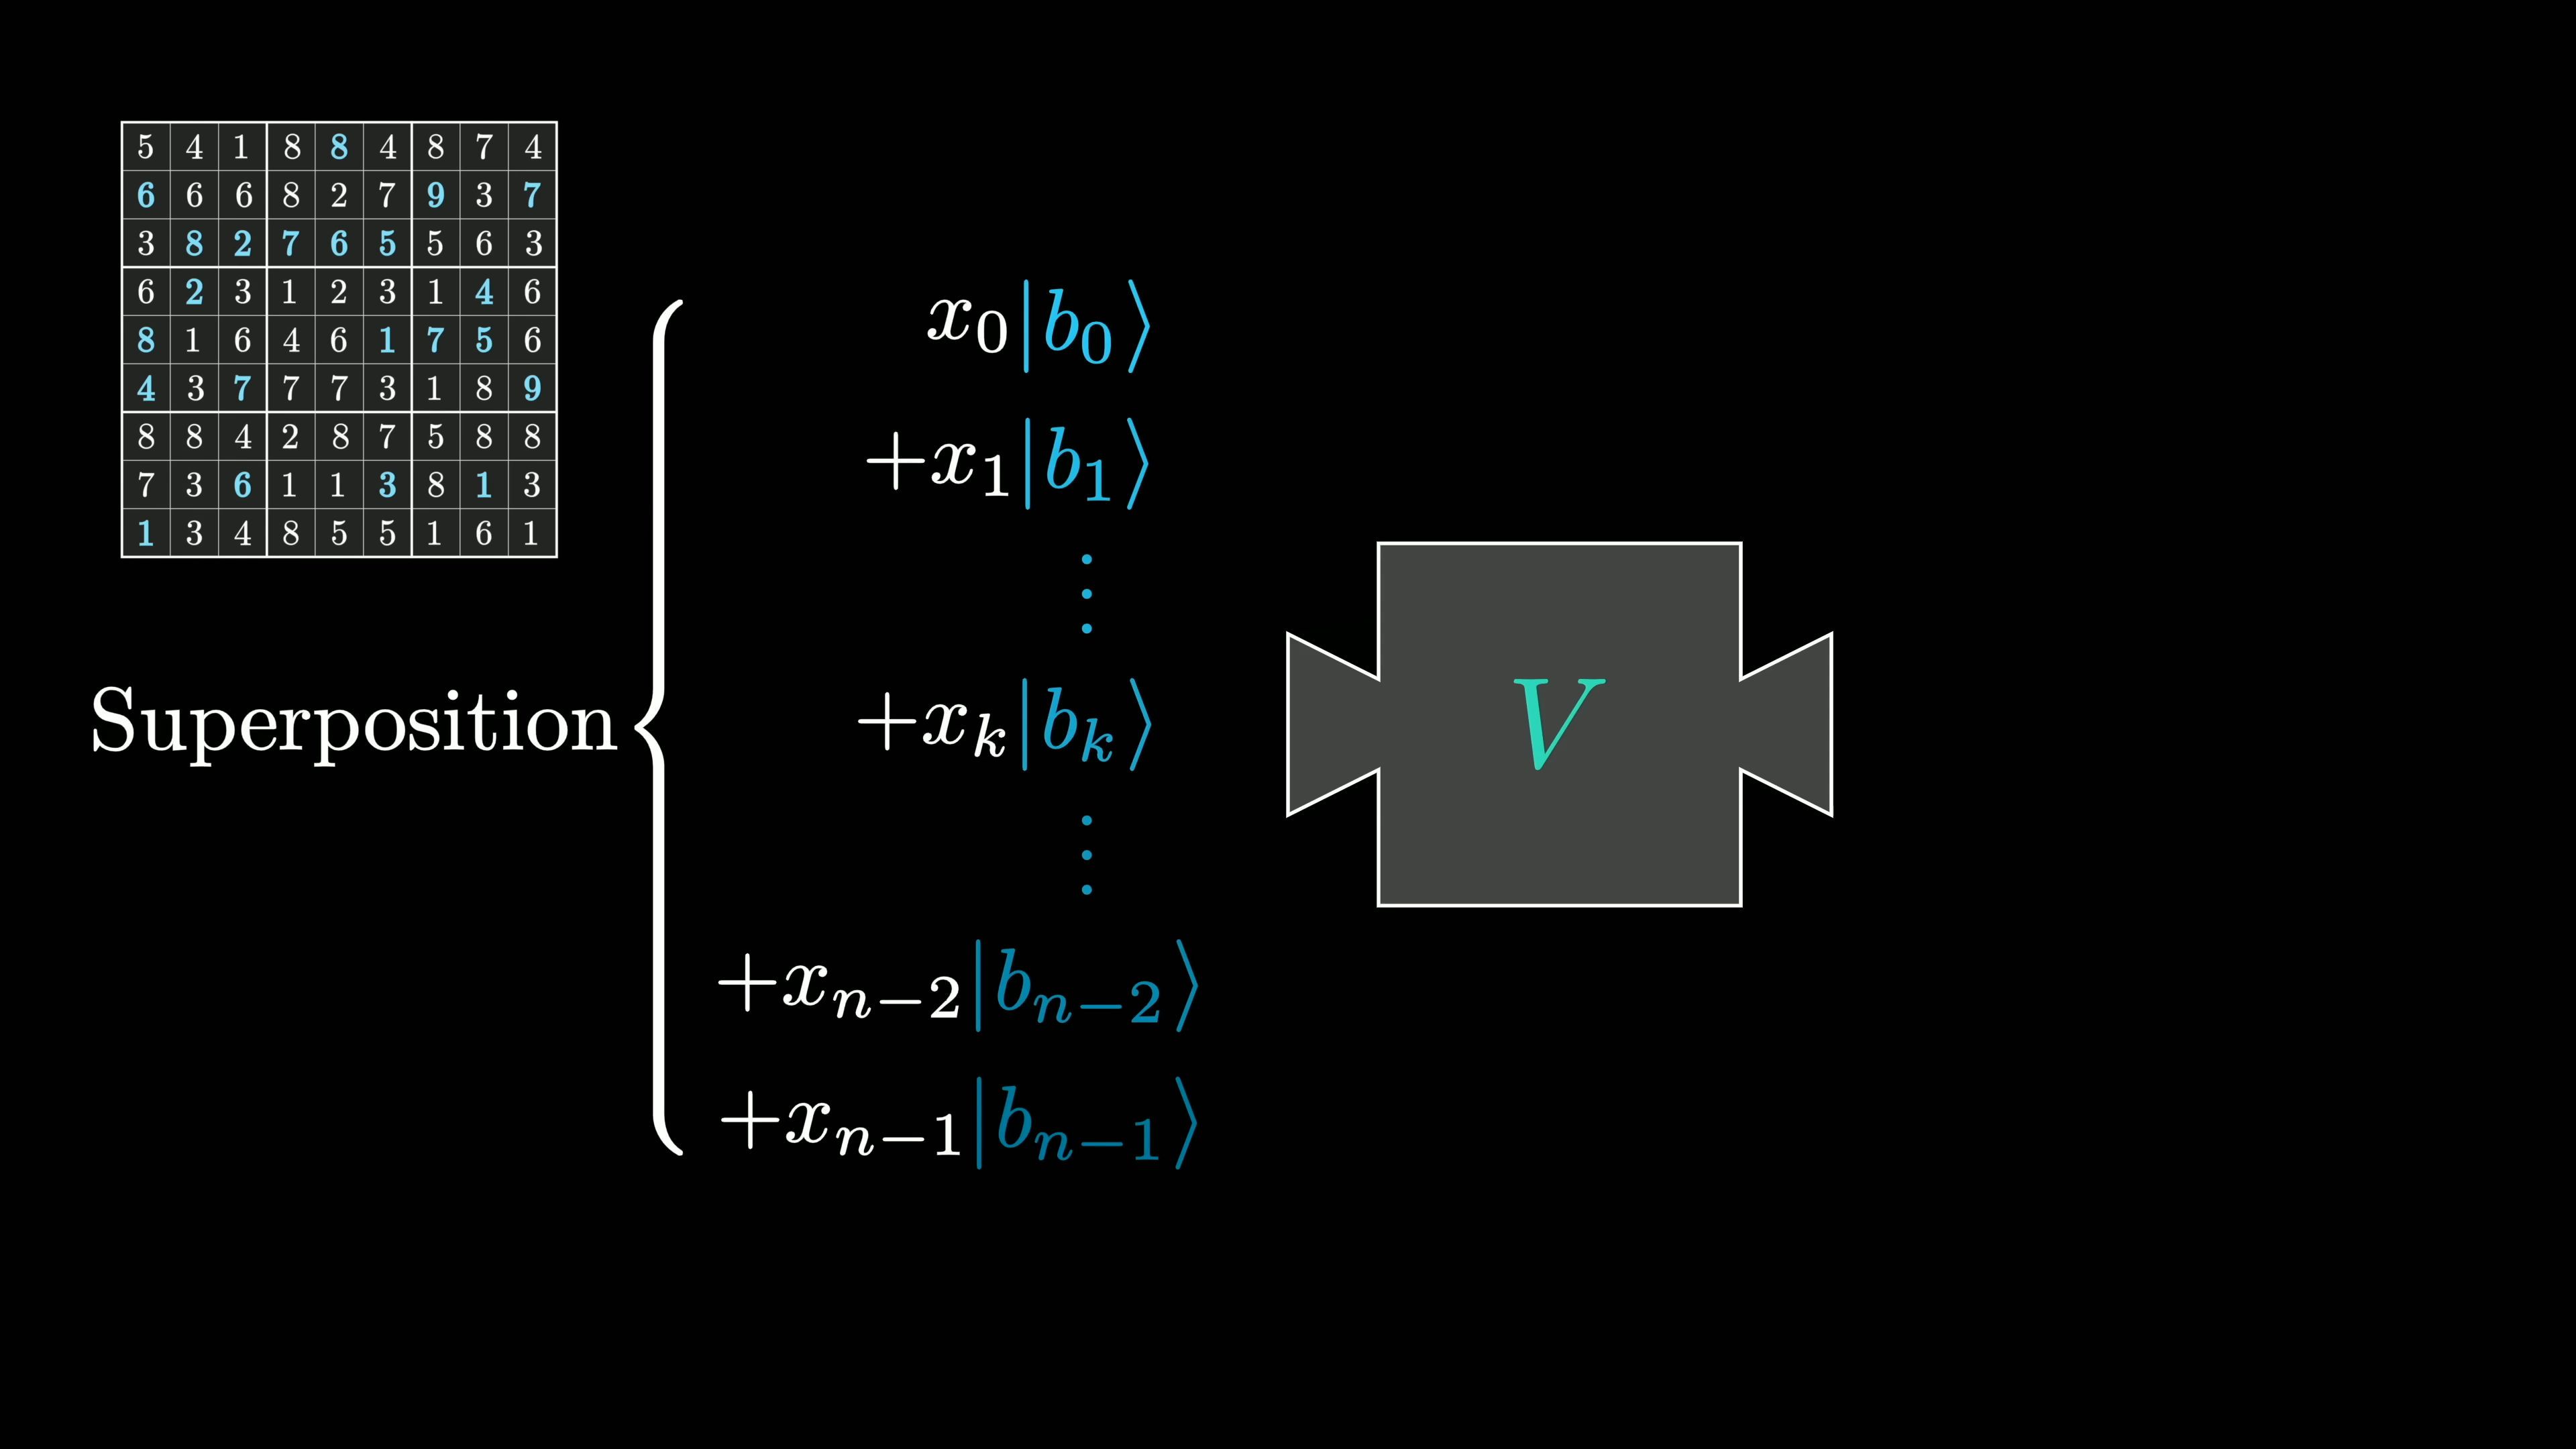 5 4 1 8 8 4 8 7 4
6 6 6 8 2 7 9 3 7
3 8 2 7 6 5 5 6 3
6 2 3 1 2 3 1 4 6
8 1 6 4 6 1 7 5 6
4 3 7 7 7 3 1 8 9
8 8 4 2 8 7 5 8 8
7 3 6 1 1 3 8 1 3
1 3 4 8 5 5 1 6 1
Superposition
x₀|b₀⟩
+x₁|b₁⟩
⋮
+xₖ|bₖ⟩
⋮
+xₙ₋₂|bₙ₋₂⟩
+xₙ₋₁|bₙ₋₁⟩
V